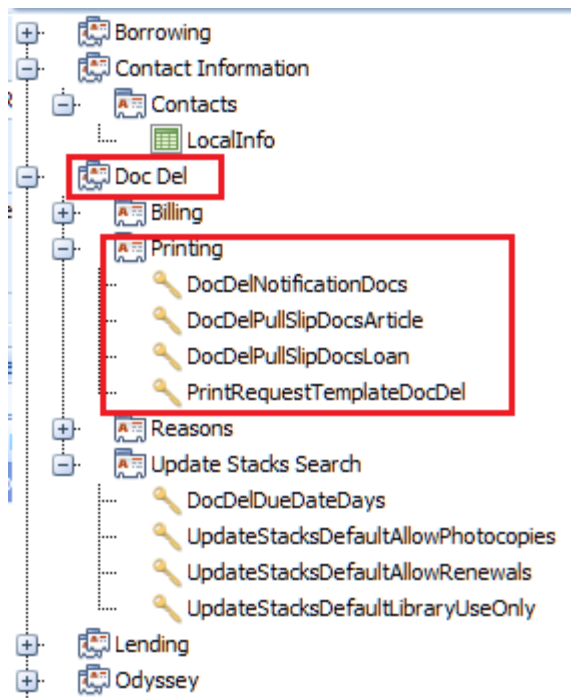 Borrowing
Contact Information
Contacts
LocalInfo
Doc Del
Billing
Printing
DocDelNotificationDocs
DocDelPullSlipDocsArticle
DocDelPullSlipDocsLoan
PrintRequestTemplateDocDel
Reasons
Update Stacks Search
DocDelDueDateDays
UpdateStacksDefaultAllowPhotocopies
UpdateStacksDefaultAllowRenewals
UpdateStacksDefaultLibraryUseOnly
Lending
Odyssey